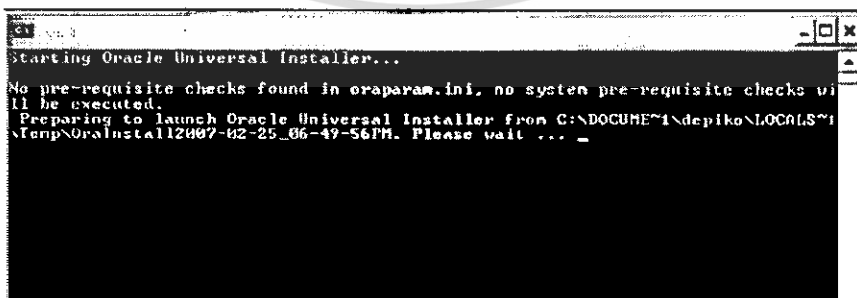 Starting Oracle Universal Installer...
No pre-requisite checks found in oraparam.ini, no system pre-requisite checks wi
ll be executed.
Preparing to launch Oracle Universal Installer from C:\DOCUME~1\depiko\LOCALS~1
\Temp\OraInstall2007-02-25_06-49-56PM. Please wait ... _